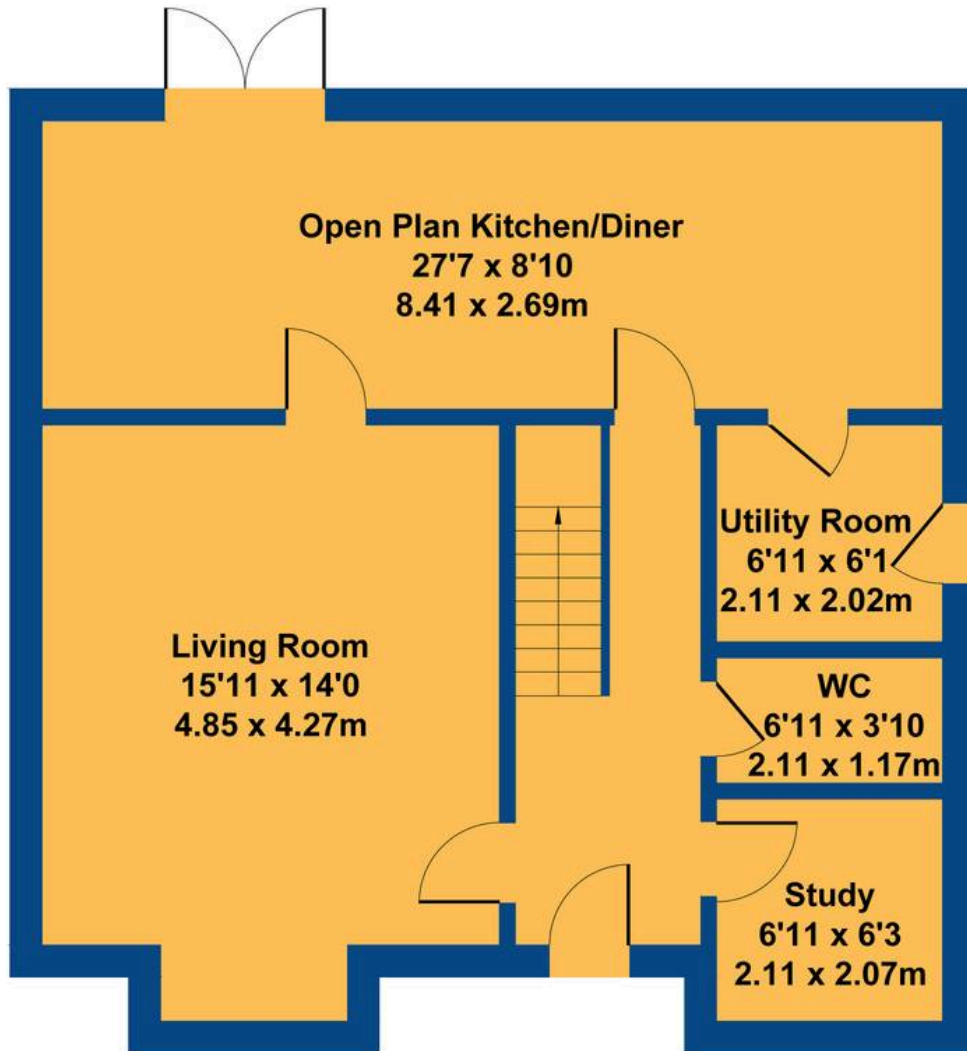 Open Plan Kitchen/Diner
27'7 x 8'10
8.41 x 2.69m
Living Room
15'11 x 14'0
4.85 x 4.27m
Utility Room
6'11 x 6'1
2.11 x 2.02m
WC
6'11 x 3'10
2.11 x 1.17m
Study
6'11 x 6'3
2.11 x 2.07m